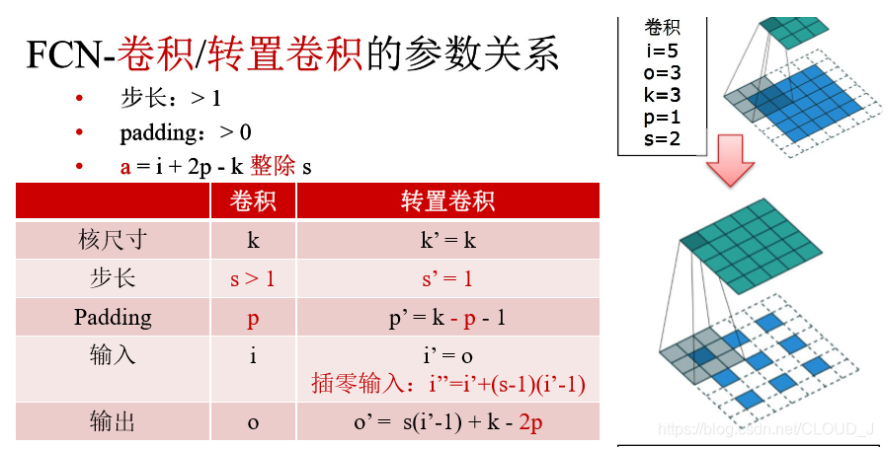 FCN-卷积/转置卷积的参数关系
• 步长：> 1
• padding：> 0
• a = i + 2p - k 整除 s
卷积 转置卷积
核尺寸 k k’ = k
步长 s > 1 s’ = 1
Padding p p’ = k - p - 1
输入 i i’ = o
插零输入：i”=i’+(s-1)(i’-1)
输出 o o’ = s(i’-1) + k - 2p
卷积
i=5
o=3
k=3
p=1
s=2
https://blog.csdn.net/CLOUD_J